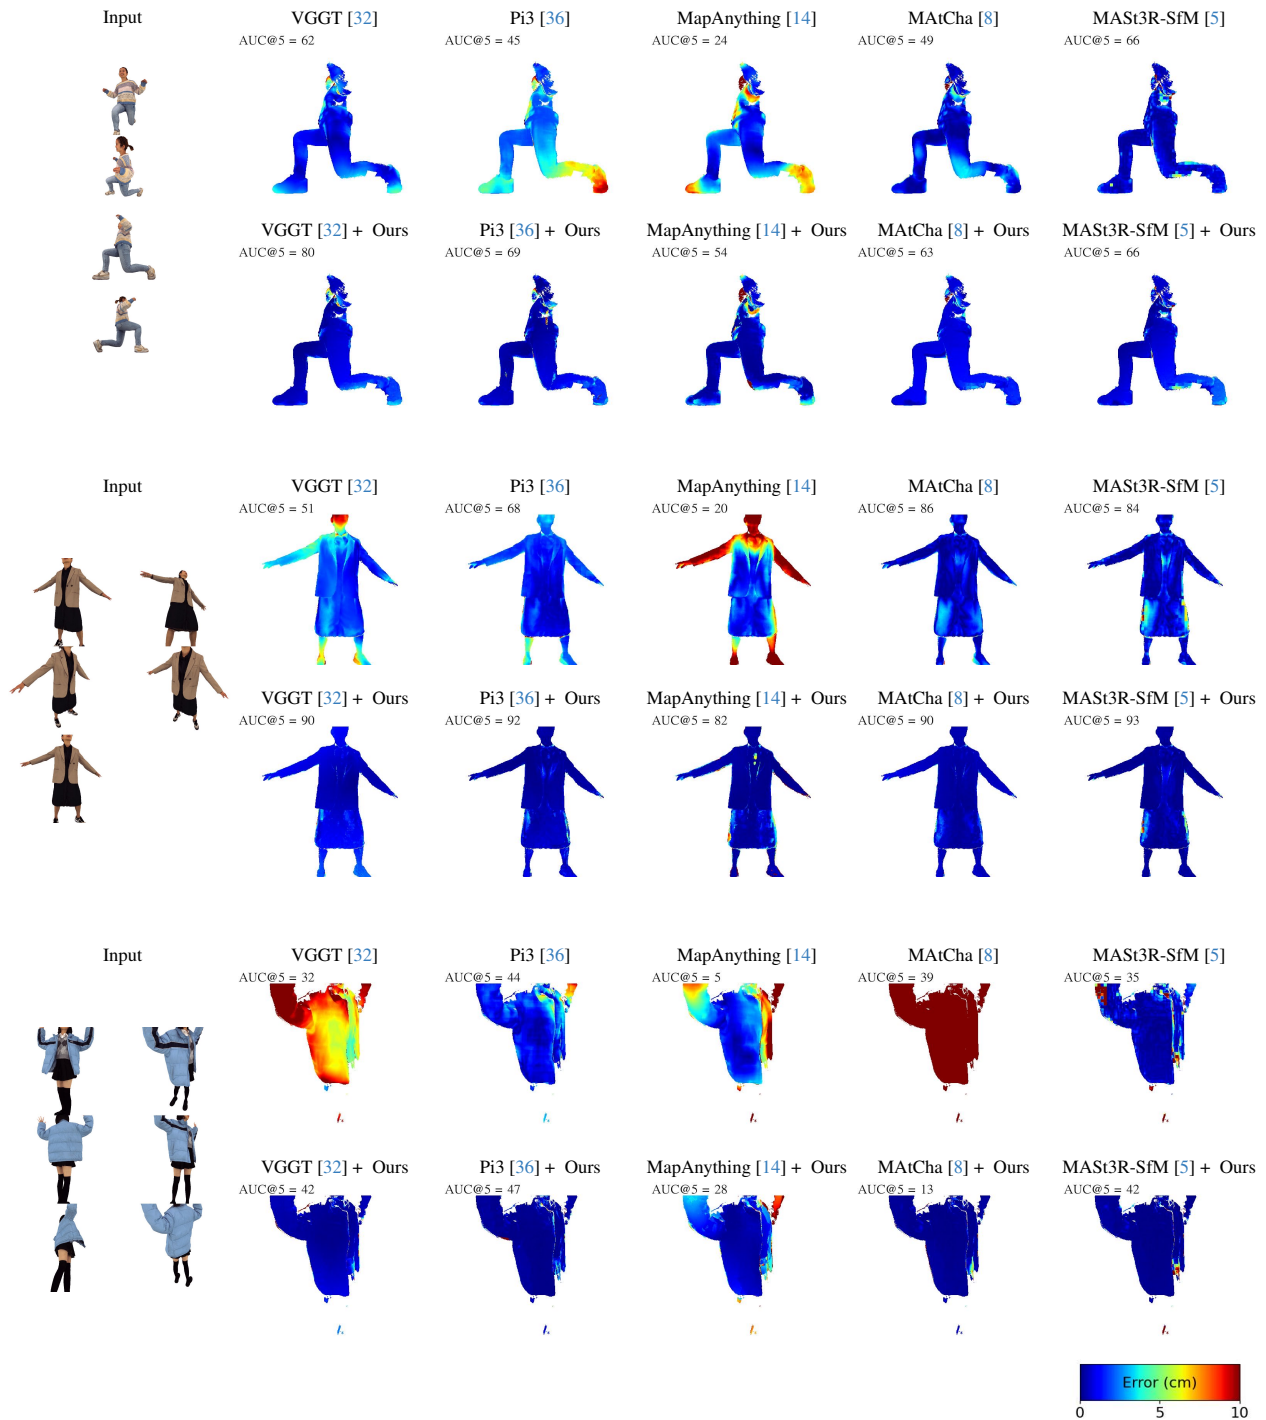 Input VGGT [32] Pi3 [36] MapAnything [14] MAtCha [8] MASt3R-SfM [5]
AUC@5 = 62 AUC@5 = 45 AUC@5 = 24 AUC@5 = 49 AUC@5 = 66
VGGT [32] + Ours Pi3 [36] + Ours MapAnything [14] + Ours MAtCha [8] + Ours MASt3R-SfM [5] + Ours
AUC@5 = 80 AUC@5 = 69 AUC@5 = 54 AUC@5 = 63 AUC@5 = 66
Input VGGT [32] Pi3 [36] MapAnything [14] MAtCha [8] MASt3R-SfM [5]
AUC@5 = 51 AUC@5 = 68 AUC@5 = 20 AUC@5 = 86 AUC@5 = 84
VGGT [32] + Ours Pi3 [36] + Ours MapAnything [14] + Ours MAtCha [8] + Ours MASt3R-SfM [5] + Ours
AUC@5 = 90 AUC@5 = 92 AUC@5 = 82 AUC@5 = 90 AUC@5 = 93
Input VGGT [32] Pi3 [36] MapAnything [14] MAtCha [8] MASt3R-SfM [5]
AUC@5 = 32 AUC@5 = 44 AUC@5 = 5 AUC@5 = 39 AUC@5 = 35
VGGT [32] + Ours Pi3 [36] + Ours MapAnything [14] + Ours MAtCha [8] + Ours MASt3R-SfM [5] + Ours
AUC@5 = 42 AUC@5 = 47 AUC@5 = 28 AUC@5 = 13 AUC@5 = 42
Error (cm)
0 5 10